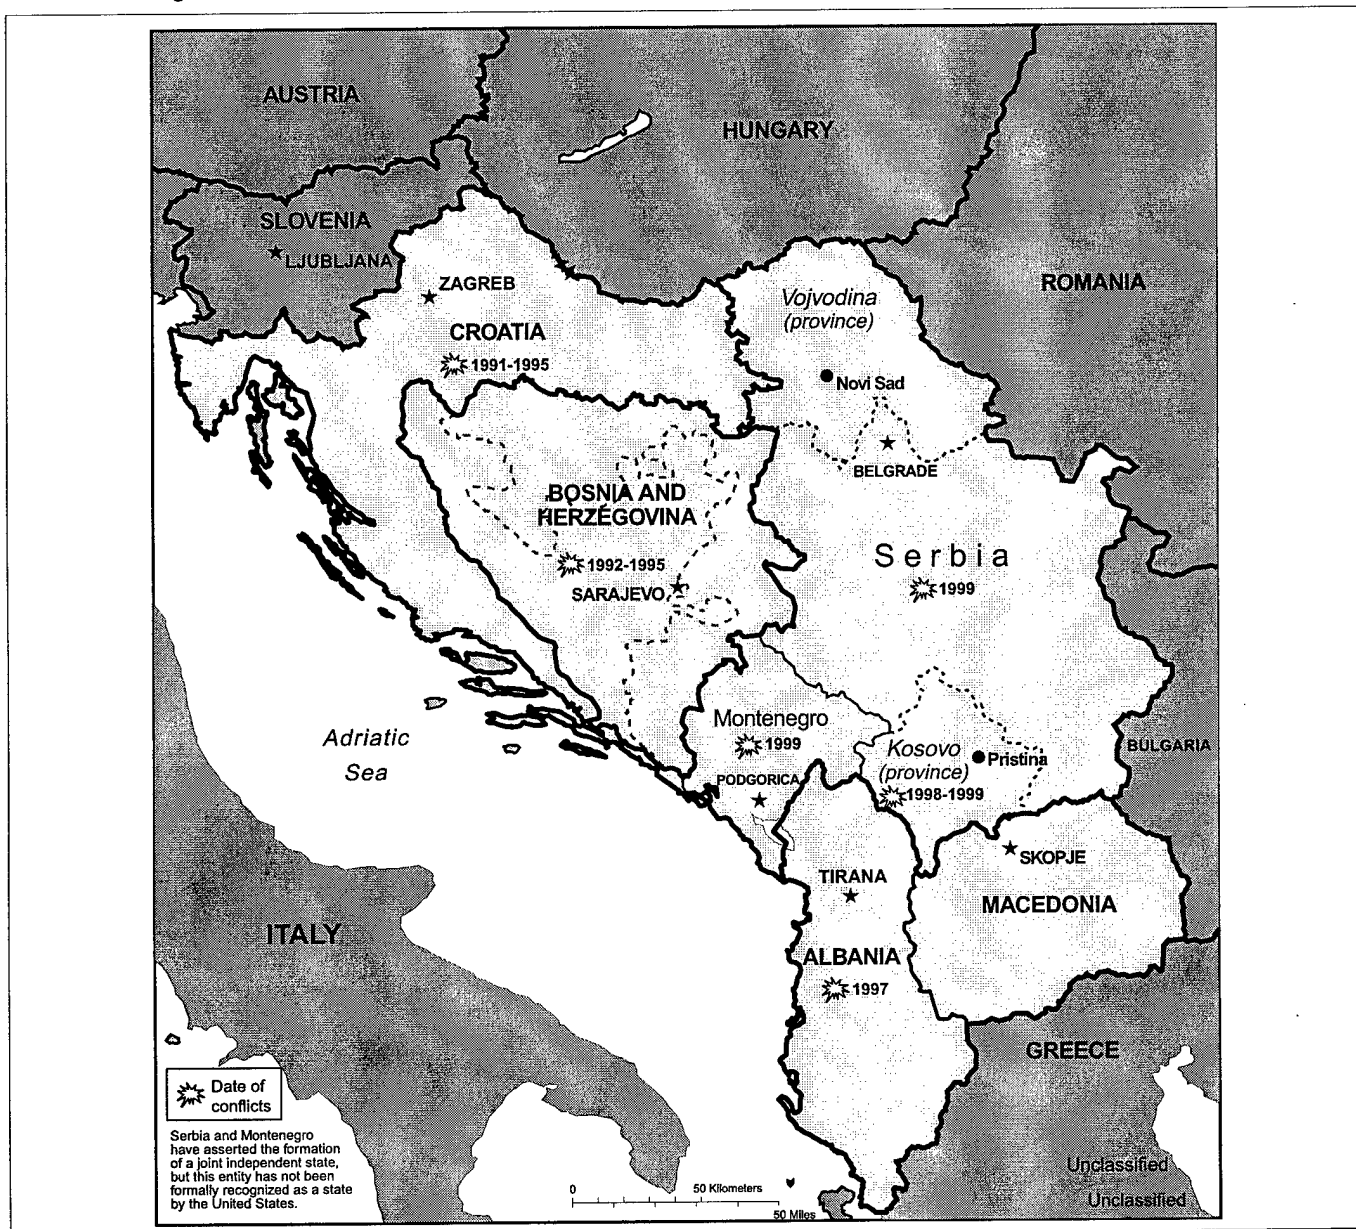 AUSTRIA
HUNGARY
SLOVENIA
LJUBLJANA
ZAGREB
CROATIA
1991-1995
Vojvodina
(province)
ROMANIA
Novi Sad
BELGRADE
BOSNIA AND
HERZEGOVINA
1992-1995
SARAJEVO
Serbia
1999
Montenegro
1999
PODGORICA
Kosovo
(province)
Pristina
1998-1999
BULGARIA
Adriatic
Sea
SKOPJE
MACEDONIA
TIRANA
ALBANIA
1997
ITALY
GREECE
Date of
conflicts
Serbia and Montenegro
have asserted the formation
of a joint independent state,
but this entity has not been
formally recognized as a state
by the United States.
0 50 Kilometers
50 Miles
Unclassified
Unclassified